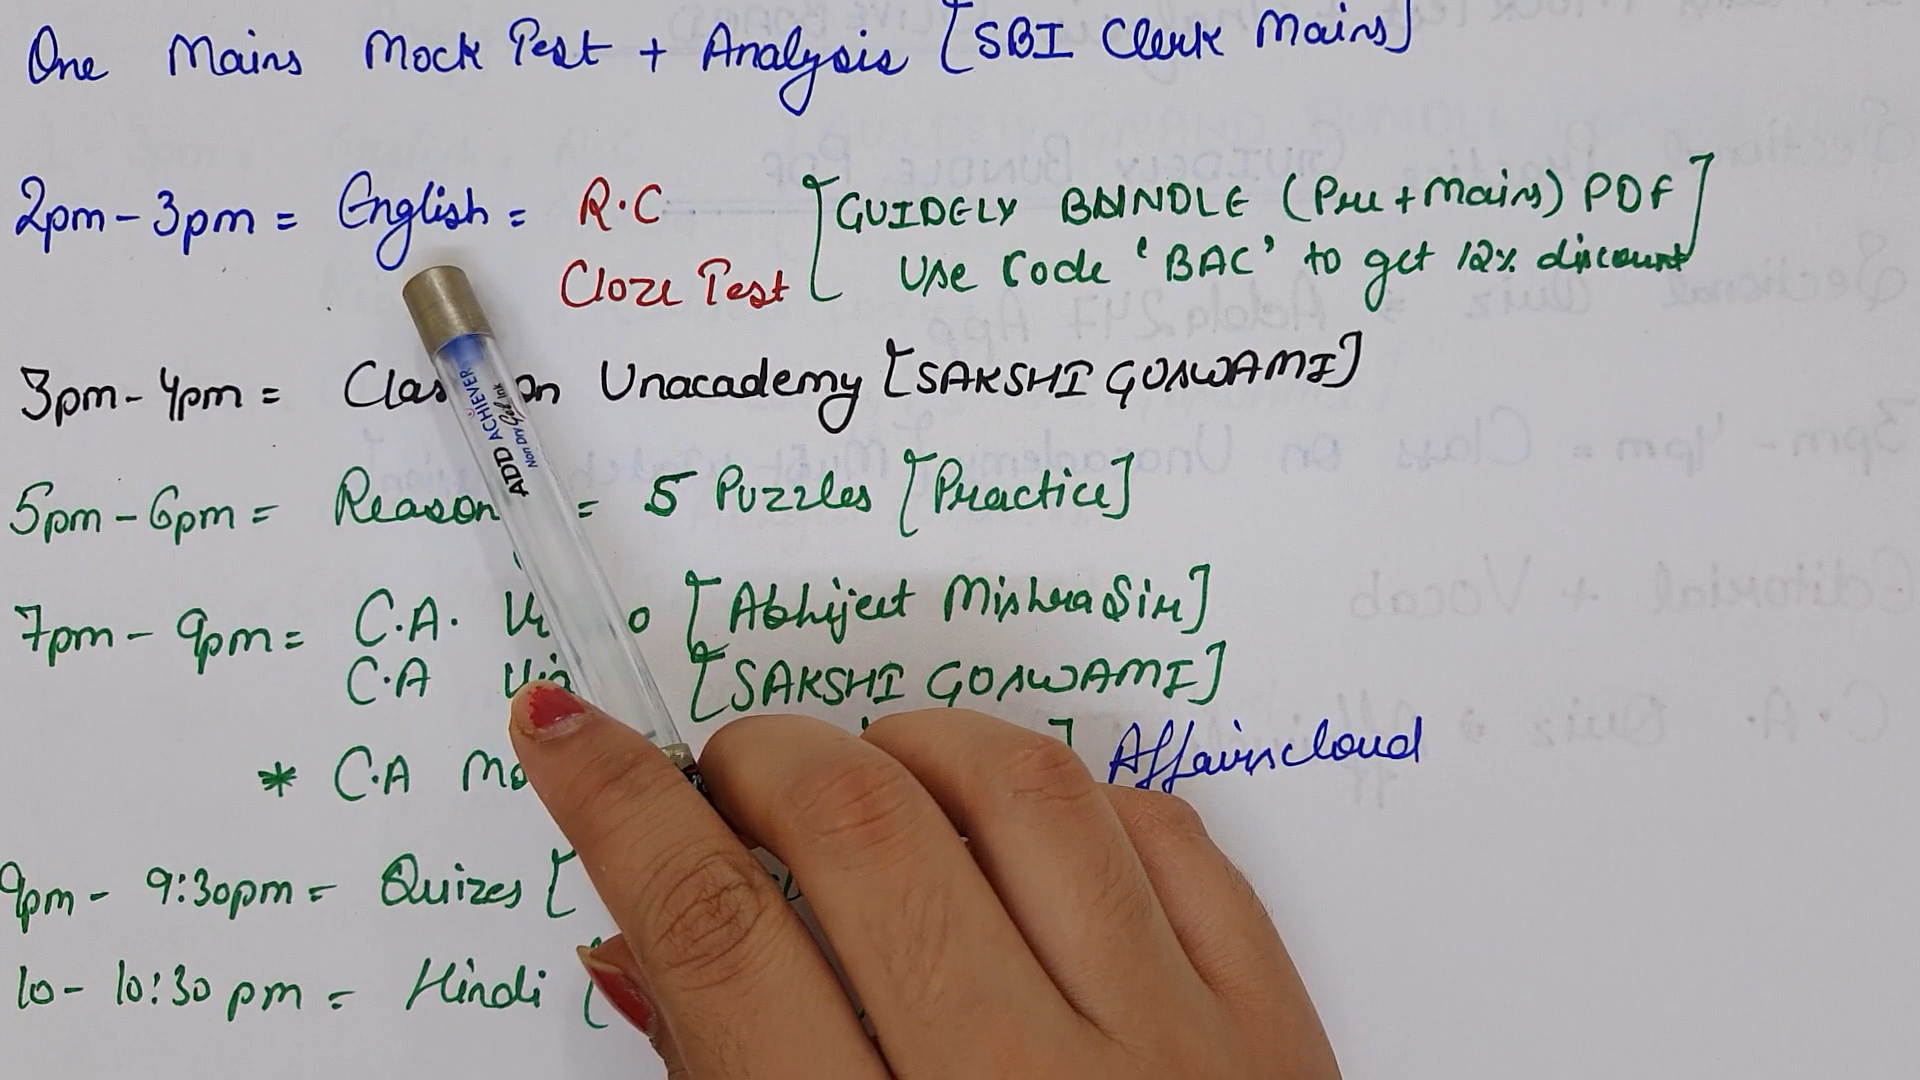 One Mains Mock Test + Analysis [SBI Clerk Mains]
2pm - 3pm = English = R.C [GUIDELY BUNDLE (Pre + Mains) PDF
Cloze Test Use Code 'BAC' to get 12% discount]
3pm - 4pm = Class on Unacademy [SAKSHI GOSWAMI]
5pm - 6pm = Reason = 5 Puzzles [Practice]
7pm - 9pm = C.A. [Abhijeet Mishra Sir]
C.A [SAKSHI GOSWAMI]
* C.A Mo ] Affairscloud
9pm - 9:30pm = Quizes [
10 - 10:30 pm = Hindi (
ADD ACHIEVER
Non Dry Gel Ink